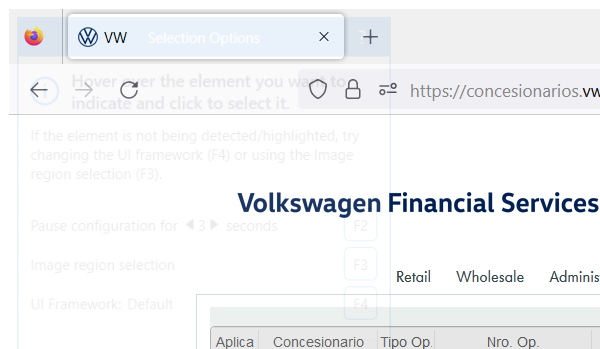 VW
Selection Options
Hover over the element you want to
indicate and click to select it.
https://concesionarios.vw
If the element is not being detected/highlighted, try
changing the UI framework (F4) or using the Image
region selection (F3).
Volkswagen Financial Services
Pause configuration for 3 seconds F2
Image region selection F3
Retail Wholesale Adminis
UI Framework: Default F4
Aplica Concesionario Tipo Op. Nro. Op.